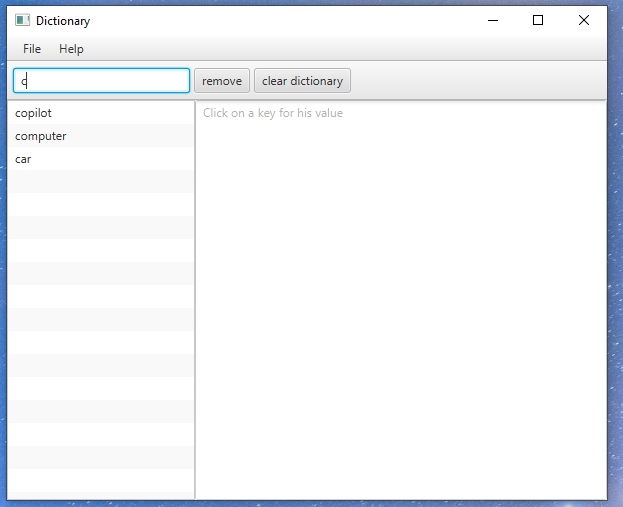 Dictionary
File Help
c remove clear dictionary
copilot
Click on a key for his value
computer
car